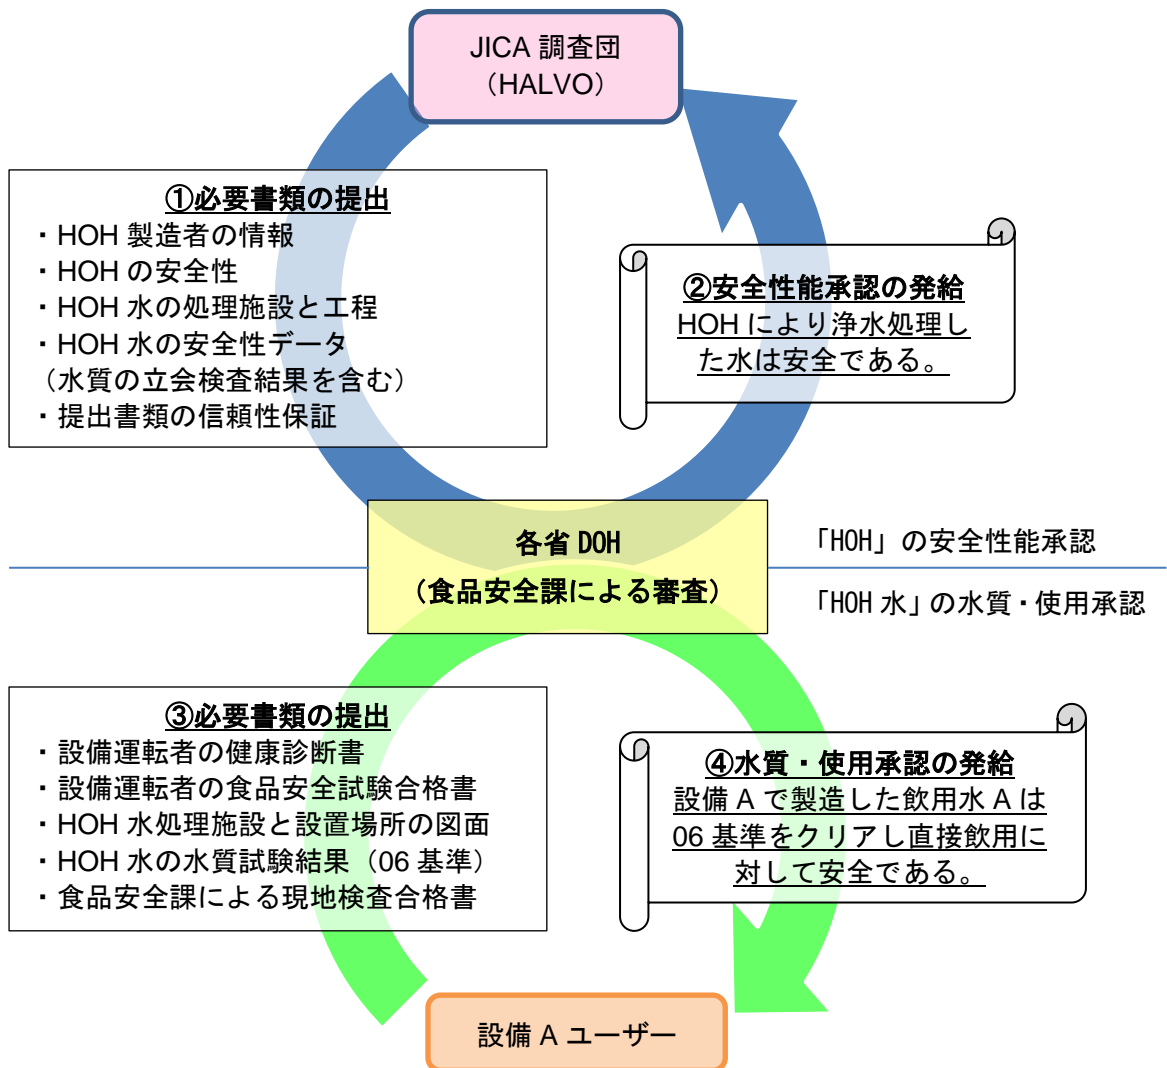 JICA 調査団
（HALVO）
①必要書類の提出
・HOH 製造者の情報
・HOH の安全性
・HOH 水の処理施設と工程
・HOH 水の安全性データ
（水質の立会検査結果を含む）
・提出書類の信頼性保証
②安全性能承認の発給
HOH により浄水処理し
た水は安全である。
各省 DOH
（食品安全課による審査）
「HOH」の安全性能承認
「HOH 水」の水質・使用承認
③必要書類の提出
・設備運転者の健康診断書
・設備運転者の食品安全試験合格書
・HOH 水処理施設と設置場所の図面
・HOH 水の水質試験結果（06 基準）
・食品安全課による現地検査合格書
④水質・使用承認の発給
設備 A で製造した飲用水 A は
06 基準をクリアし直接飲用に
対して安全である。
設備 A ユーザー